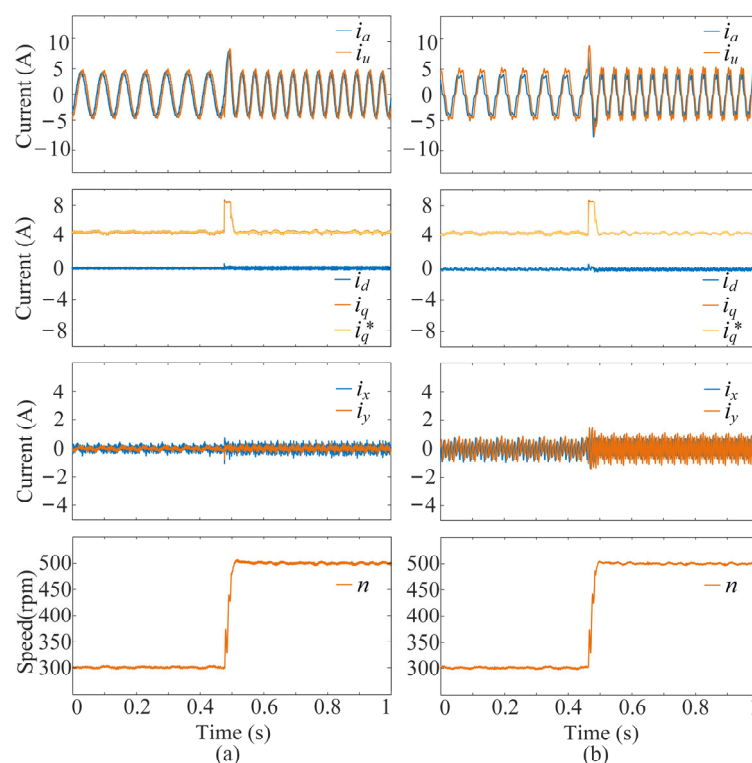 Current (A)
10
5
0
−5
−10
i_a
i_u
10
5
0
−5
−10
i_a
i_u
Current (A)
8
4
0
−4
−8
i_d
i_q
i_q*
8
4
0
−4
−8
i_d
i_q
i_q*
Current (A)
4
2
0
−2
−4
i_x
i_y
4
2
0
−2
−4
i_x
i_y
Speed(rpm)
500
450
400
350
300
n
500
450
400
350
300
n
0 0.2 0.4 0.6 0.8 1
0 0.2 0.4 0.6 0.8
Time (s)
Time (s)
(a)
(b)